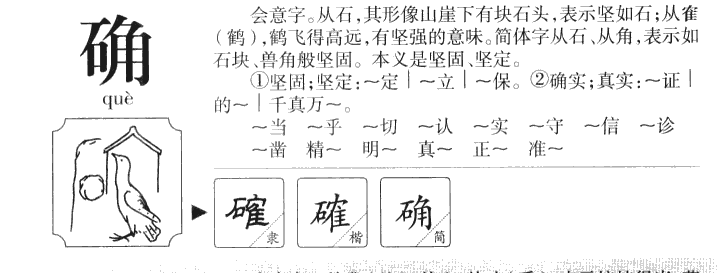 确
què
会意字。从石，其形像山崖下有块石头，表示坚如石；从隺
（鹤），鹤飞得高远，有坚强的意味。简体字从石、从角，表示如
石块、兽角般坚固。本义是坚固、坚定。
①坚固；坚定：～定｜～立｜～保。②确实；真实：～证｜
的～｜千真万～。
～当 ～乎 ～切 ～认 ～实 ～守 ～信 ～诊
～凿 精～ 明～ 真～ 正～ 准～
▶ 確 隶 確 楷 确 简